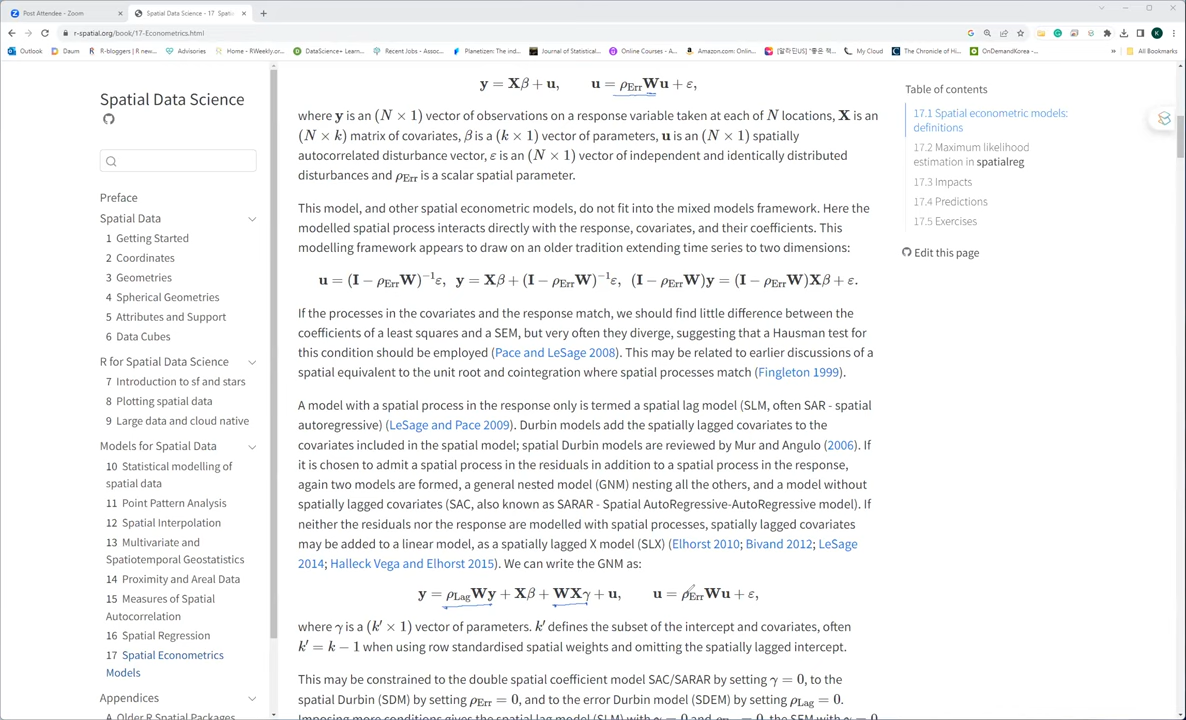 Post Attendee - Zoom
Spatial Data Science - 17 Spati
r-spatial.org/book/17-Econometrics.html
Outlook
Daum
R-bloggers | R new...
Advisories
Home - RWeekly.or...
DataScience+ Learn...
Recent Jobs - Assoc...
Planetizen: The ind...
Journal of Statistical...
Online Courses - A...
Amazon.com: Onlin...
My Cloud
The Chronicle of Hi...
OnDemandKorea -...
»
All Bookmarks
Spatial Data Science
Preface
Spatial Data
1 Getting Started
2 Coordinates
3 Geometries
4 Spherical Geometries
5 Attributes and Support
6 Data Cubes
R for Spatial Data Science
7 Introduction to sf and stars
8 Plotting spatial data
9 Large data and cloud native
Models for Spatial Data
10 Statistical modelling of
spatial data
11 Point Pattern Analysis
12 Spatial Interpolation
13 Multivariate and
Spatiotemporal Geostatistics
14 Proximity and Areal Data
15 Measures of Spatial
Autocorrelation
16 Spatial Regression
17 Spatial Econometrics
Models
Appendices
A Older R Spatial Packages
y = Xβ + u, u = ρErrWu + ε,
where y is an (N × 1) vector of observations on a response variable taken at each of N locations, X is an
(N × k) matrix of covariates, β is a (k × 1) vector of parameters, u is an (N × 1) spatially
autocorrelated disturbance vector, ε is an (N × 1) vector of independent and identically distributed
disturbances and ρErr is a scalar spatial parameter.
This model, and other spatial econometric models, do not fit into the mixed models framework. Here the
modelled spatial process interacts directly with the response, covariates, and their coefficients. This
modelling framework appears to draw on an older tradition extending time series to two dimensions:
u = (I − ρErrW)⁻¹ε, y = Xβ + (I − ρErrW)⁻¹ε, (I − ρErrW)y = (I − ρErrW)Xβ + ε.
If the processes in the covariates and the response match, we should find little difference between the
coefficients of a least squares and a SEM, but very often they diverge, suggesting that a Hausman test for
this condition should be employed (Pace and LeSage 2008). This may be related to earlier discussions of a
spatial equivalent to the unit root and cointegration where spatial processes match (Fingleton 1999).
A model with a spatial process in the response only is termed a spatial lag model (SLM, often SAR - spatial
autoregressive) (LeSage and Pace 2009). Durbin models add the spatially lagged covariates to the
covariates included in the spatial model; spatial Durbin models are reviewed by Mur and Angulo (2006). If
it is chosen to admit a spatial process in the residuals in addition to a spatial process in the response,
again two models are formed, a general nested model (GNM) nesting all the others, and a model without
spatially lagged covariates (SAC, also known as SARAR - Spatial AutoRegressive-AutoRegressive model). If
neither the residuals nor the response are modelled with spatial processes, spatially lagged covariates
may be added to a linear model, as a spatially lagged X model (SLX) (Elhorst 2010; Bivand 2012; LeSage
2014; Halleck Vega and Elhorst 2015). We can write the GNM as:
y = ρLagWy + Xβ + WXγ + u, u = ρErrWu + ε,
where γ is a (k′ × 1) vector of parameters. k′ defines the subset of the intercept and covariates, often
k′ = k − 1 when using row standardised spatial weights and omitting the spatially lagged intercept.
This may be constrained to the double spatial coefficient model SAC/SARAR by setting γ = 0, to the
spatial Durbin (SDM) by setting ρErr = 0, and to the error Durbin model (SDEM) by setting ρLag = 0.
Table of contents
17.1 Spatial econometric models:
definitions
17.2 Maximum likelihood
estimation in spatialreg
17.3 Impacts
17.4 Predictions
17.5 Exercises
Edit this page